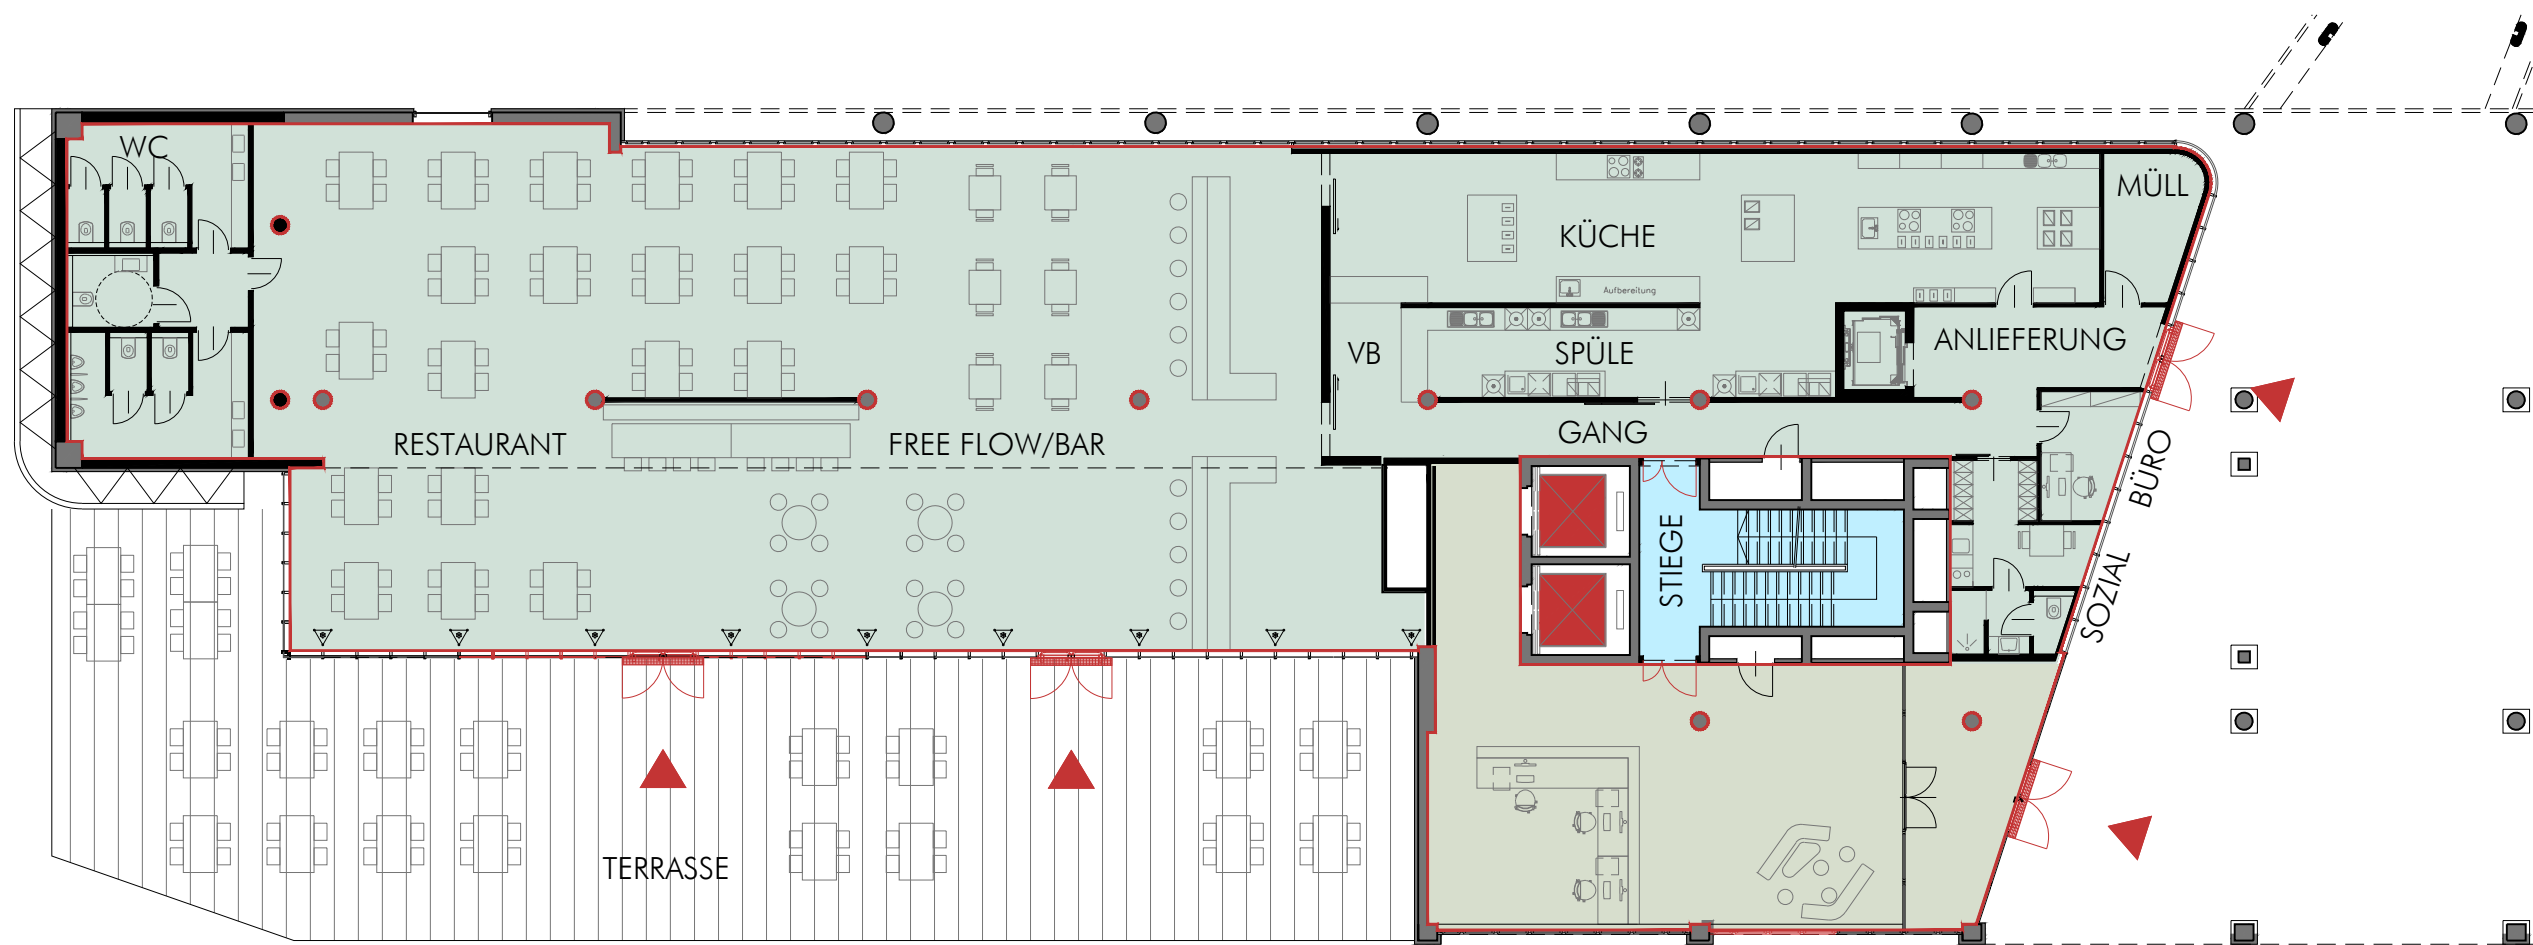 WC
MÜLL
KÜCHE
Aufbereitung
VB
SPÜLE
ANLIEFERUNG
RESTAURANT
FREE FLOW/BAR
GANG
BÜRO
STIEGE
SOZIAL
TERRASSE